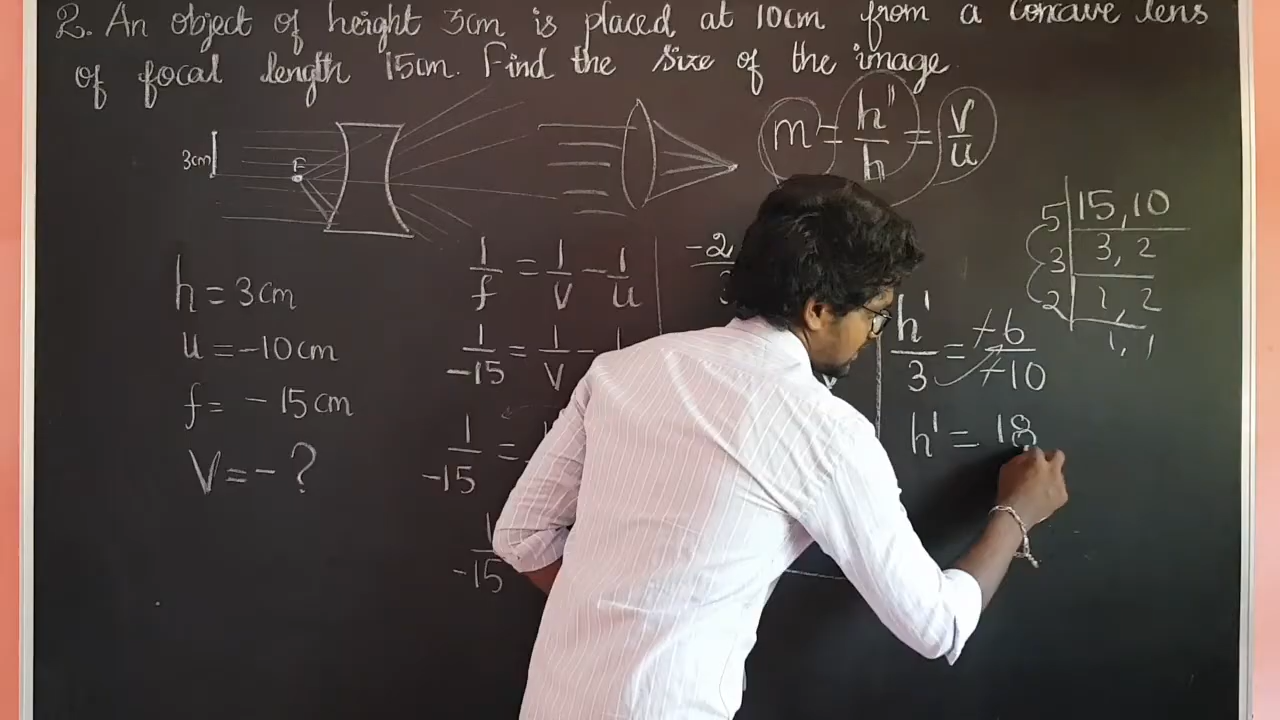 2. An object of height 3cm is placed at 10cm from a Concave lens
of focal length 15cm. Find the size of the image.
3cm
F
m = h" / h = v / u
5 | 15, 10
3 | 3, 2
2 | 1, 2
1, 1
h = 3cm
u = -10cm
f = -15cm
V = - ?
1/f = 1/v - 1/u
1/-15 = 1/v -
1/-15 =
1
-15
-2
h'/3 = -6/-10
h' = 18